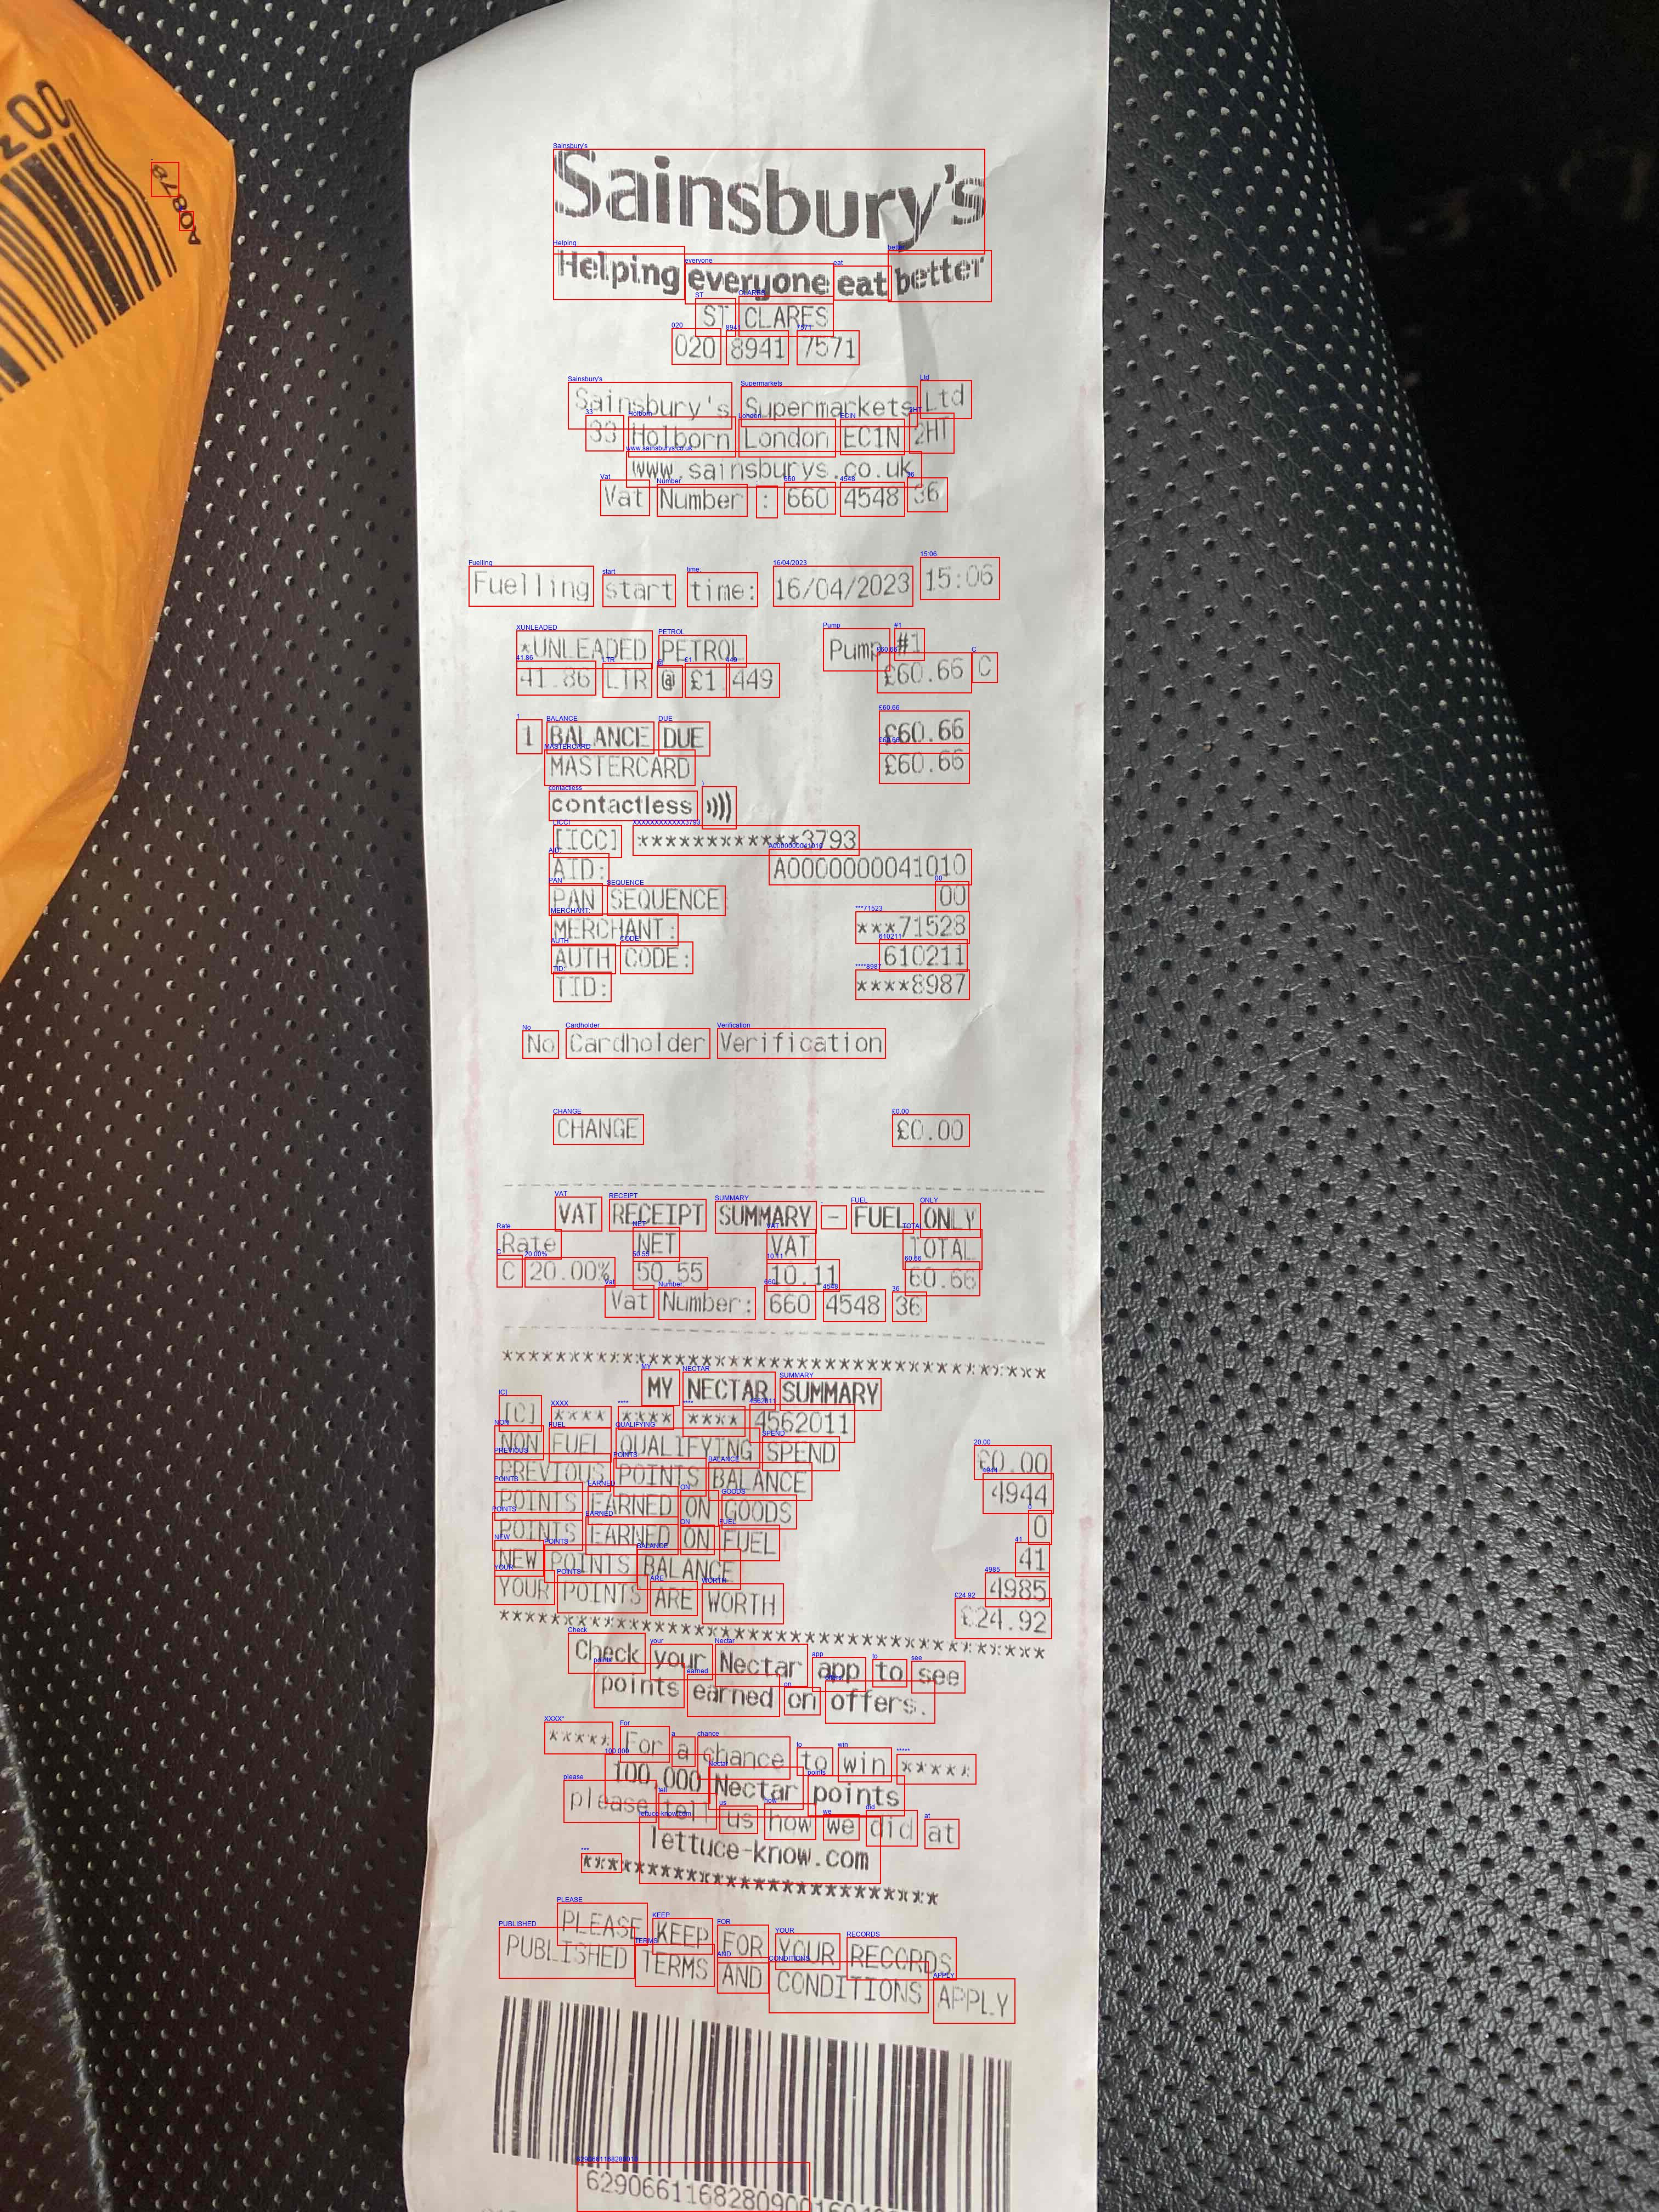 Sainsbury's
Helping everyone eat better
ST CLARES
020 8941 7571
Sainsbury's Supermarkets Ltd
33 Holborn London EC1N 2HT
www.sainsburys.co.uk
Vat Number : 660 4548 36
Fuelling start time: 16/04/2023 15:06
*UNLEADED PETROL Pump #1
41.86 LTR @ £1.449 £60.66 C
1 BALANCE DUE £60.66
MASTERCARD £60.66
contactless
[ICC] ************3793
AID: A0000000041010
PAN SEQUENCE 00
MERCHANT: ***71528
AUTH CODE: 610211
TID: ****8987
No Cardholder Verification
CHANGE £0.00
VAT RECEIPT SUMMARY - FUEL ONLY
Rate NET VAT TOTAL
C 20.00% 50.55 10.11 60.66
Vat Number: 660 4548 36
MY NECTAR SUMMARY
[C] **** **** **** 4562011
NON FUEL QUALIFYING SPEND £0.00
PREVIOUS POINTS BALANCE 4944
POINTS EARNED ON GOODS 0
POINTS EARNED ON FUEL 41
NEW POINTS BALANCE 4985
YOUR POINTS ARE WORTH £24.92
Check your Nectar app to see
points earned on offers.
***** For a chance to win *****
100,000 Nectar points
please tell us how we did at
lettuce-know.com
PLEASE KEEP FOR YOUR RECORDS
PUBLISHED TERMS AND CONDITIONS APPLY